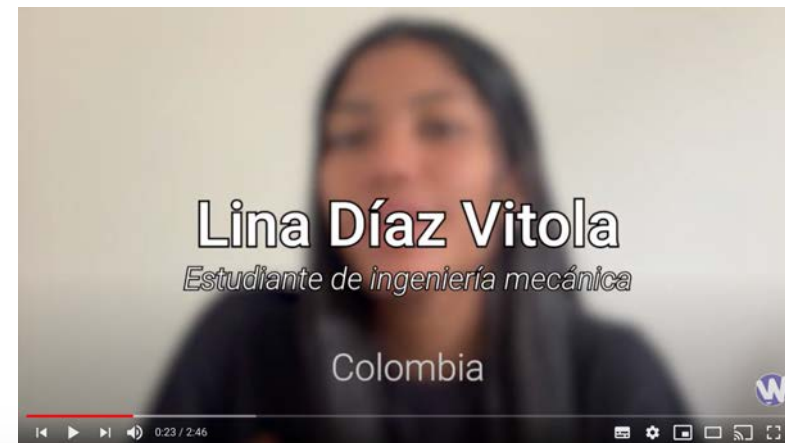 Lina Díaz Vitola
Estudiante de ingeniería mecánica
Colombia
W
0:23 / 2:46